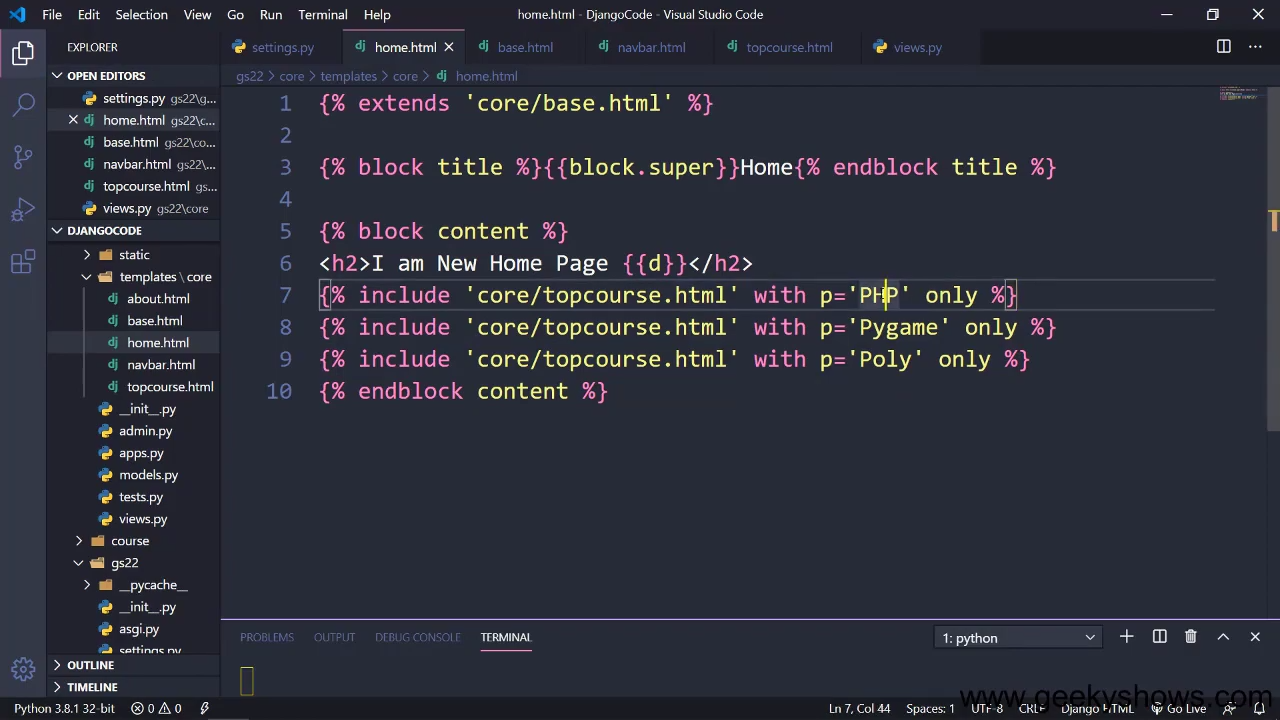 File Edit Selection View Go Run Terminal Help home.html - DjangoCode - Visual Studio Code
EXPLORER
settings.py home.html base.html navbar.html topcourse.html views.py
OPEN EDITORS
gs22 > core > templates > core > home.html
settings.py gs22\g...
home.html gs22\c...
base.html gs22\co...
navbar.html gs22\...
topcourse.html gs...
views.py gs22\core
DJANGOCODE
static
templates \ core
about.html
base.html
home.html
navbar.html
topcourse.html
__init__.py
admin.py
apps.py
models.py
tests.py
views.py
course
gs22
__pycache__
__init__.py
asgi.py
settings.py
OUTLINE
TIMELINE
1 {% extends 'core/base.html' %}
2
3 {% block title %}{{block.super}}Home{% endblock title %}
4
5 {% block content %}
6 <h2>I am New Home Page {{d}}</h2>
7 {% include 'core/topcourse.html' with p='PHP' only %}
8 {% include 'core/topcourse.html' with p='Pygame' only %}
9 {% include 'core/topcourse.html' with p='Poly' only %}
10 {% endblock content %}
PROBLEMS OUTPUT DEBUG CONSOLE TERMINAL 1: python
www.geekyshows.com
Python 3.8.1 32-bit 0 0 Ln 7, Col 44 Spaces: 1 UTF-8 CRLF Django HTML Go Live